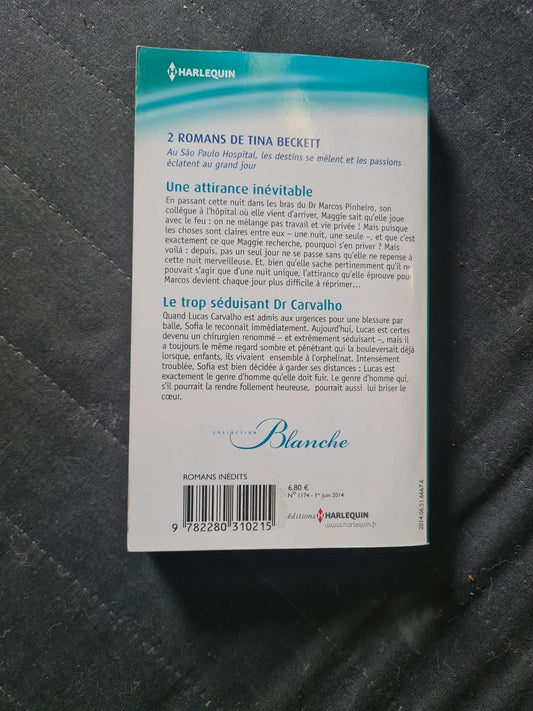 HARLEQUIN
2 ROMANS DE TINA BECKETT
Au São Paulo Hospital, les destins se mêlent et les passions
éclatent au grand jour
Une attirance inévitable
En passant cette nuit dans les bras du Dr Marcos Pinheiro, son
collègue à l'hôpital où elle vient d'arriver, Maggie sait qu'elle joue
avec le feu : on ne mélange pas travail et vie privée ! Mais puisque
les choses sont claires entre eux – une nuit, une seule –, et que c'est
exactement ce que Maggie recherche, pourquoi s'en priver ? Mais
voilà : depuis, pas un seul jour ne se passe sans qu'elle ne repense à
cette nuit merveilleuse. Et, bien qu'elle sache pertinemment qu'il ne
pouvait s'agir que d'une nuit unique, l'attirance qu'elle éprouve pour
Marcos devient chaque jour plus difficile à réprimer...
Le trop séduisant Dr Carvalho
Quand Lucas Carvalho est admis aux urgences pour une blessure par
balle, Sofia le reconnait immédiatement. Aujourd'hui, Lucas est certes
devenu un chirurgien renommé – et extrêmement séduisant –, mais il
a toujours le même regard sombre et pénétrant qui la bouleversait déjà
lorsque, enfants, ils vivaient ensemble à l'orphelinat. Intensément
troublée, Sofia est bien décidée à garder ses distances : Lucas est
exactement le genre d'homme qu'elle doit fuir. Le genre d'homme qui,
s'il pourrait la rendre follement heureuse, pourrait aussi lui briser le
cœur.
COLLECTION Blanche
ROMANS INÉDITS
6,80 €
N° 1174 - 1er juin 2014
9 782280 310215
éditions HARLEQUIN
www.harlequin.fr
2014.06.51.6667.6